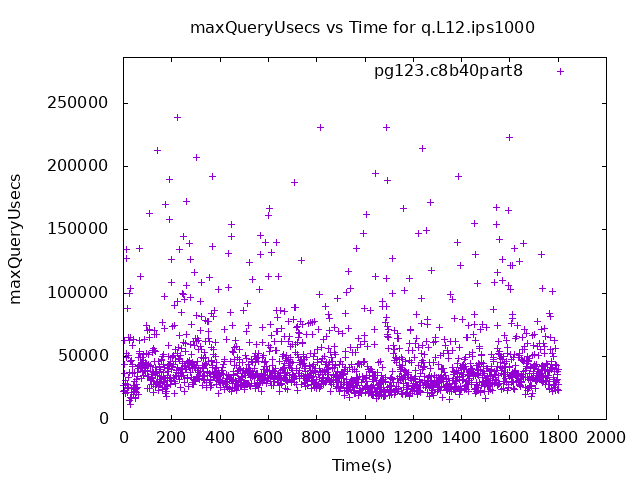 maxQueryUsecs vs Time for q.L12.ips1000
pg123.c8b40part8
maxQueryUsecs
250000
200000
150000
100000
50000
0
0 200 400 600 800 1000 1200 1400 1600 1800 2000
Time(s)